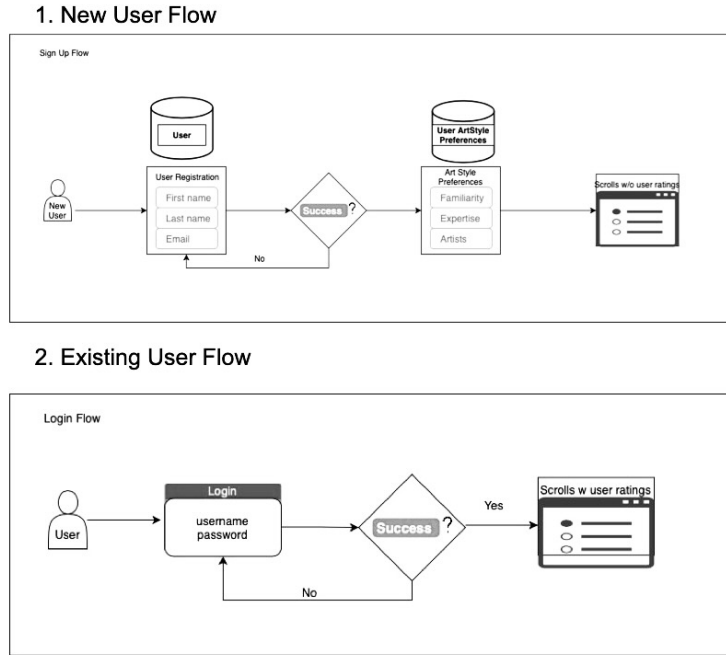 1. New User Flow
Sign Up Flow
User
User ArtStyle
Preferences
User Registration
Art Style
Preferences
Scrolls w/o user ratings
New
User
First name
Last name
Email
Success ?
Familiarity
Expertise
Artists
No
2. Existing User Flow
Login Flow
User
Login
username
password
Success ?
Yes
Scrolls w user ratings
No